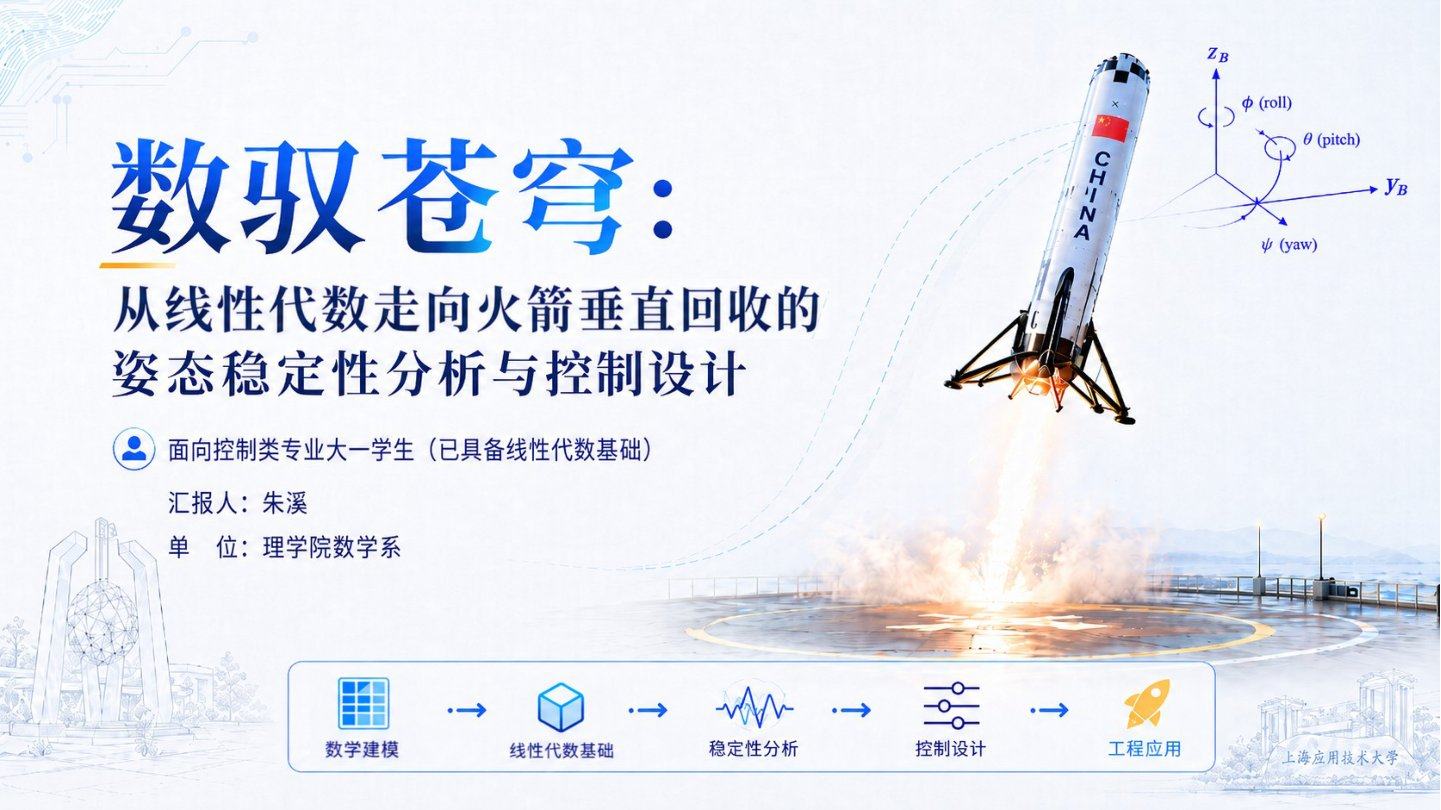 数驭苍穹：
从线性代数走向火箭垂直回收的
姿态稳定性分析与控制设计
面向控制类专业大一学生（已具备线性代数基础）
汇报人：朱溪
单　位：理学院数学系
CHINA
z_B
ϕ (roll)
θ (pitch)
y_B
ψ (yaw)
数学建模
线性代数基础
稳定性分析
控制设计
工程应用
上海应用技术大学